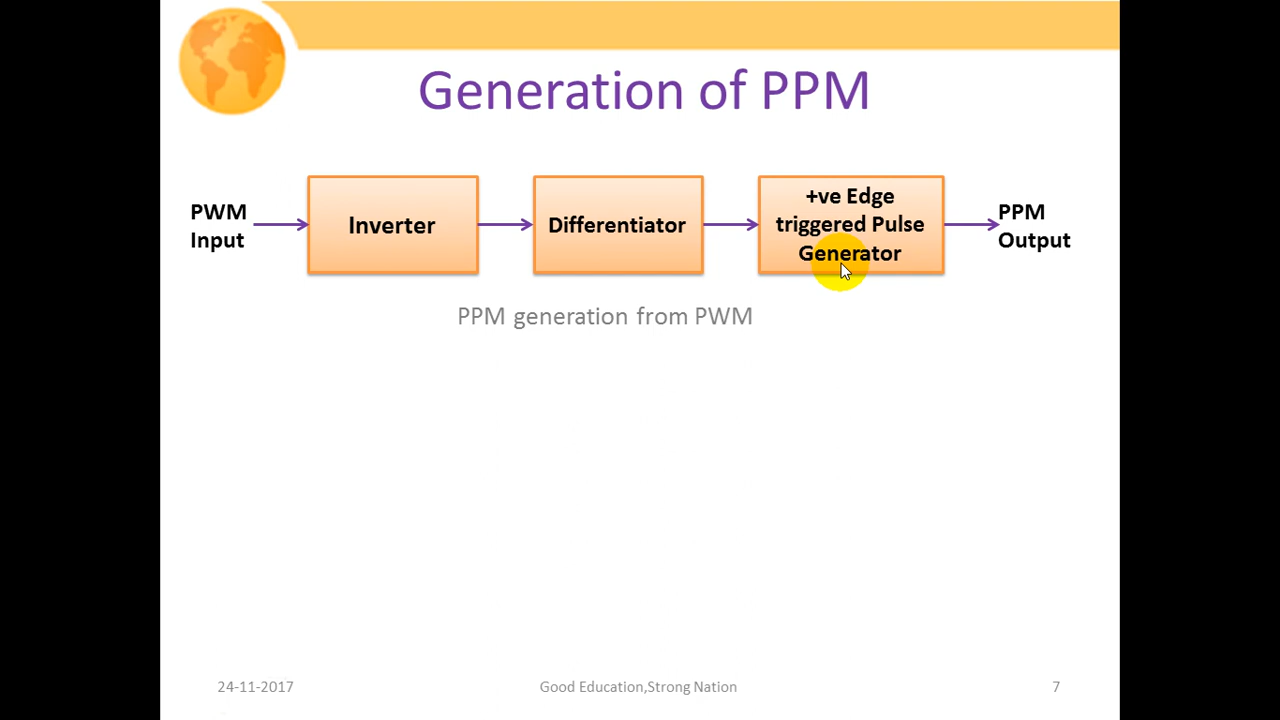 Generation of PPM
PWM
Input
Inverter
Differentiator
+ve Edge
triggered Pulse
Generator
PPM
Output
PPM generation from PWM
24-11-2017
Good Education,Strong Nation
7